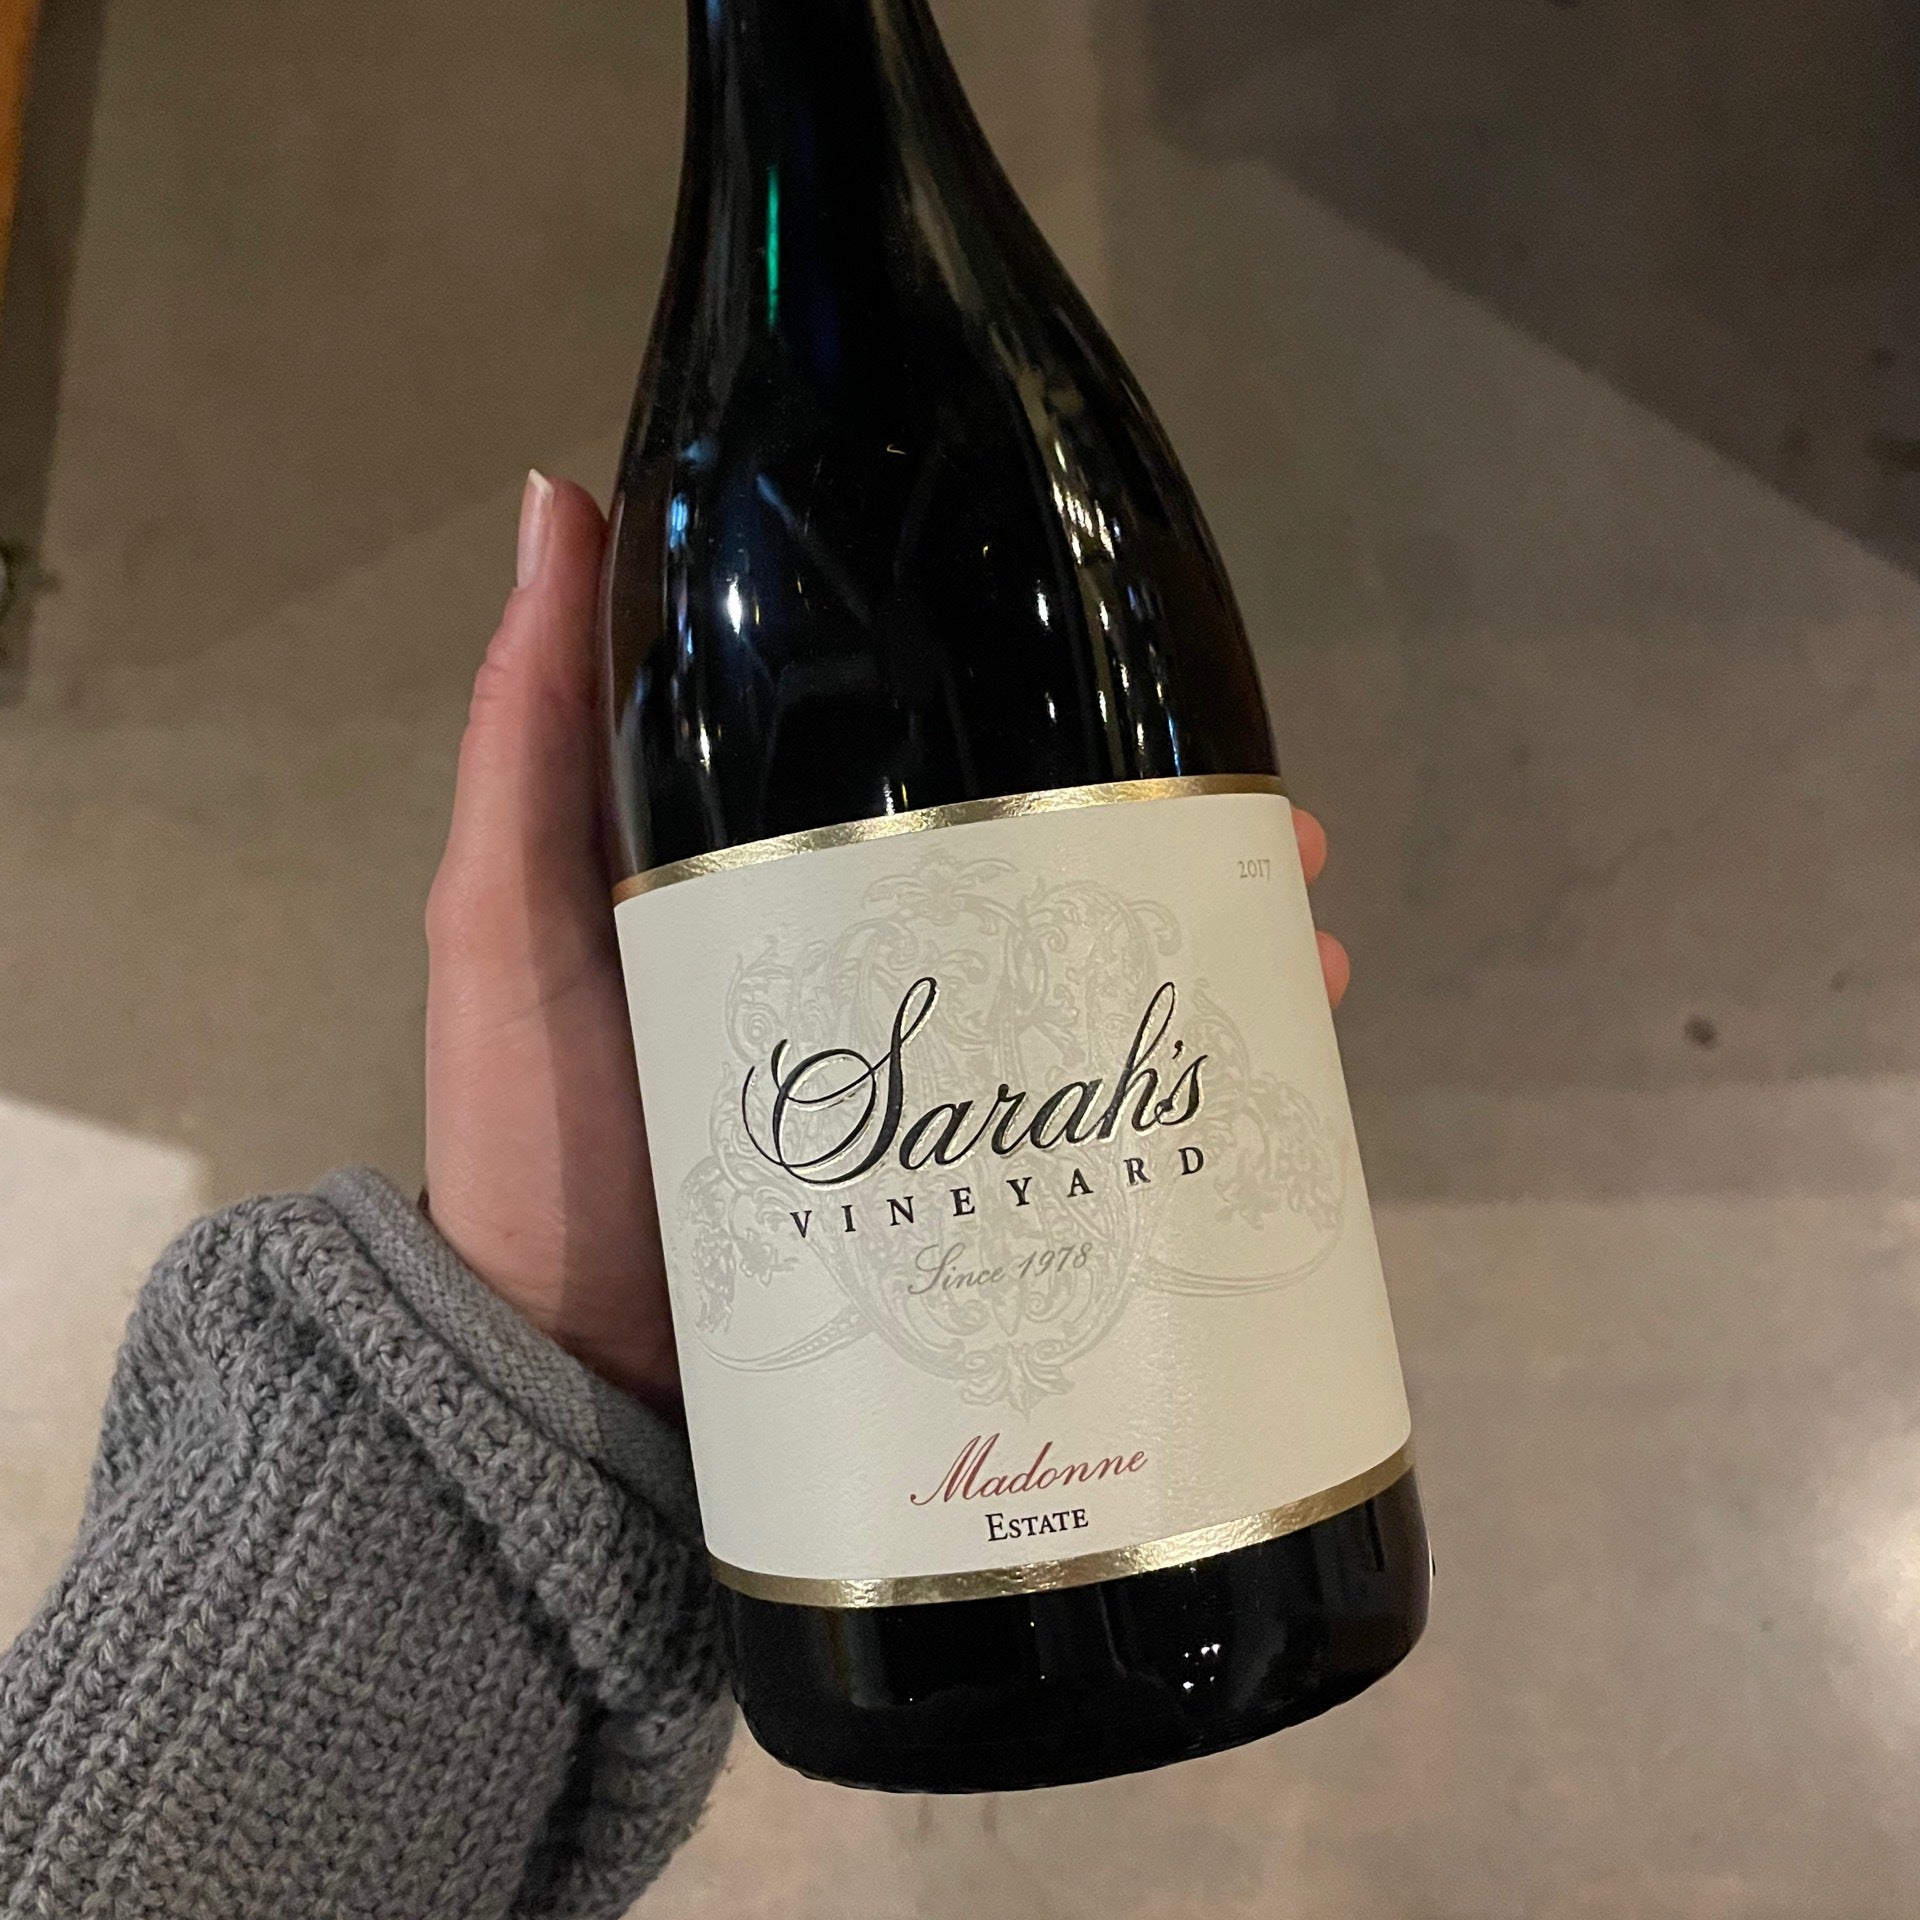 2017
Sarah's
VINEYARD
Since 1978
Madonne
ESTATE